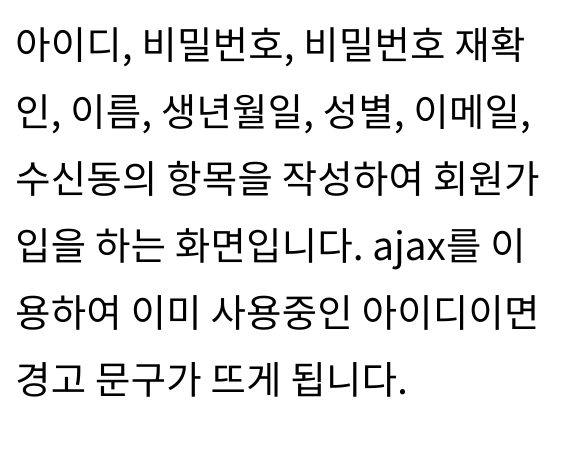 아이디, 비밀번호, 비밀번호 재확
인, 이름, 생년월일, 성별, 이메일,
수신동의 항목을 작성하여 회원가
입을 하는 화면입니다. ajax를 이
용하여 이미 사용중인 아이디이면
경고 문구가 뜨게 됩니다.